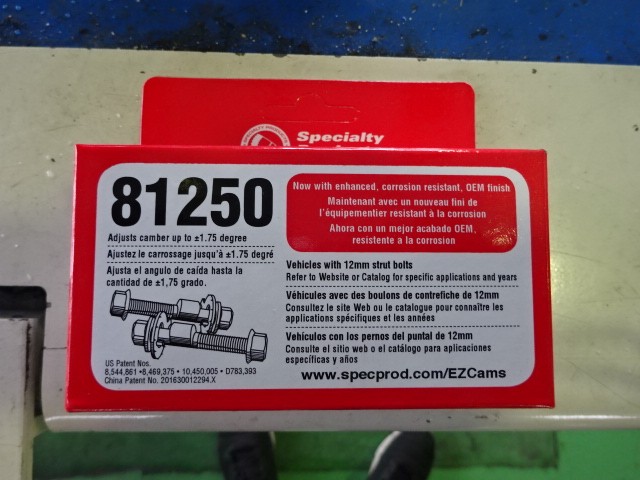 Specialty
81250
Adjusts camber up to ±1.75 degree
Ajustez le carrossage jusqu'à ±1.75 degré
Ajusta el angulo de caída hasta la
cantidad de ±1,75 grado.
US Patent Nos.
6,544,861 •8,469,375 • 10,450,005 • D783,393
China Patent No. 201630012294.X
Now with enhanced, corrosion resistant, OEM finish
Maintenant avec un nouveau fini de
l'équipementier resistant à la corrosion
Ahora con un mejor acabado OEM,
resistente a la corrosión
Vehicles with 12mm strut bolts
Refer to Website or Catalog for specific applications and years
Véhicules avec des boulons de contrefiche de 12mm
Consultez le site Web ou le catalogue pour connaître les
applications spécifiques et les années
Vehículos con los pernos del puntal de 12mm
Consulte el sitio web o el catálogo para aplicaciones
específicas y años
www.specprod.com/EZCams